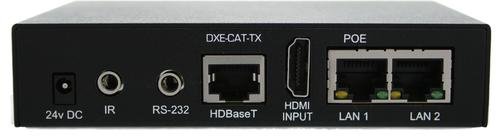 DXE-CAT-TX
POE
24v DC
IR
RS-232
HDBaseT
HDMI
INPUT
LAN 1
LAN 2